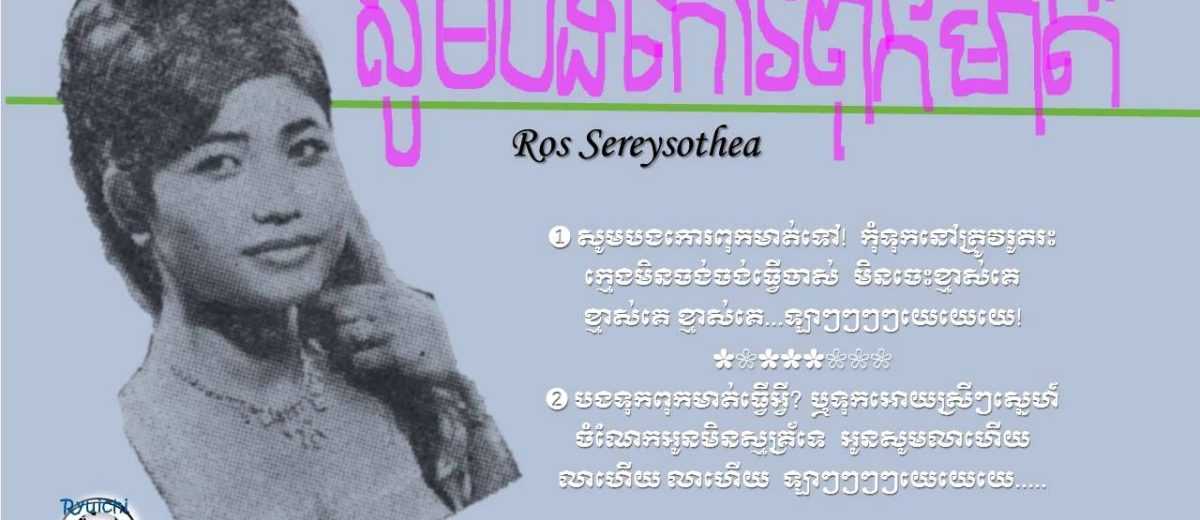 សូមបងកោរពុកមាត់
Ros Sereysothea
❶ សូមបងកោរពុកមាត់ទៅ! កុំទុកនៅត្រូវរូតរះ
ក្មេងមិនចង់ចង់ធ្វើចាស់ មិនចេះខ្មាស់គេ
ខ្មាស់គេ ខ្មាស់គេ...ឡាៗៗៗៗយេយេយេ!
❷ បងទុកពុកមាត់ធ្វើអ្វី? ឬទុកអោយស្រីៗស្នេហ៍
ចំណែកអូនមិនស្មគ្រ័ទេ អូនសូមលាហើយ
លាហើយ លាហើយ ឡាៗៗៗៗយេយេយេ.....
Ryuichi